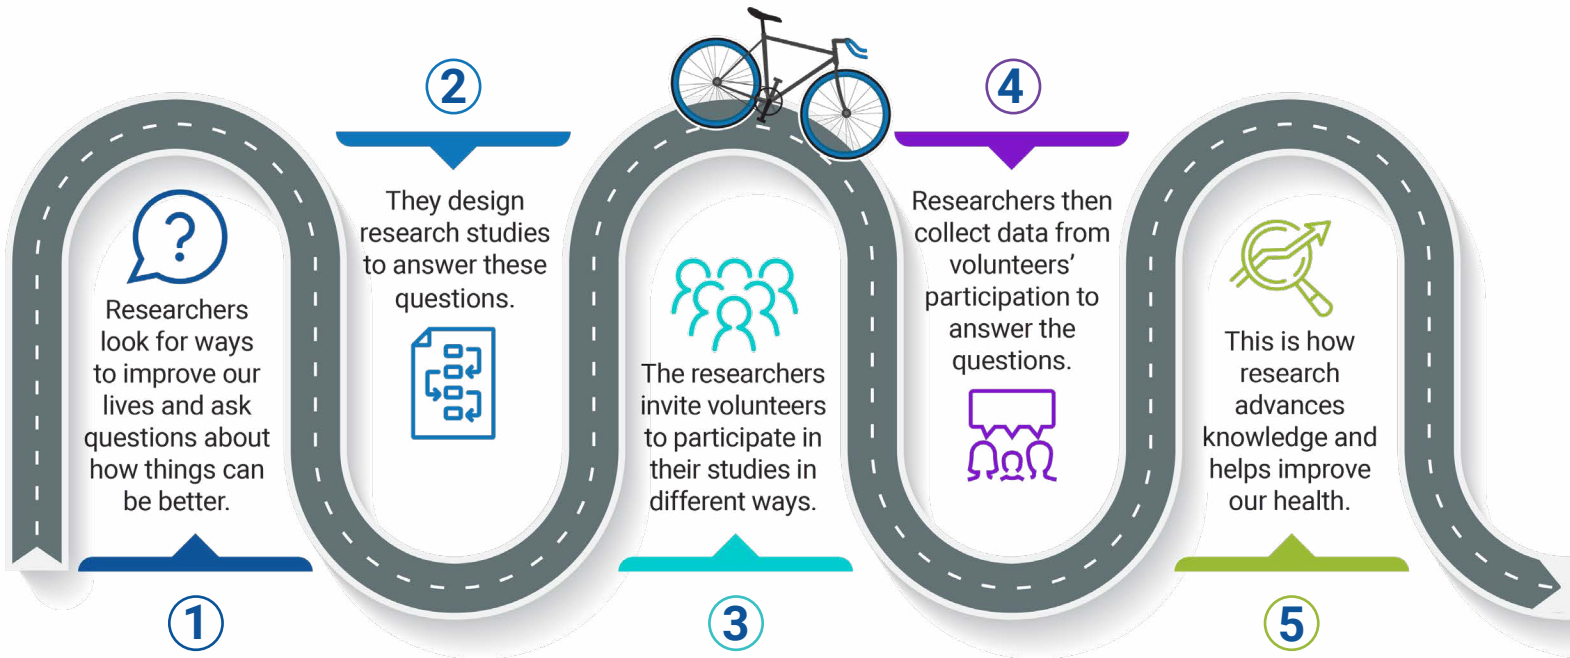 1
?
Researchers
look for ways
to improve our
lives and ask
questions about
how things can
be better.
2
They design
research studies
to answer these
questions.
3
The researchers
invite volunteers
to participate in
their studies in
different ways.
4
Researchers then
collect data from
volunteers’
participation to
answer the
questions.
5
This is how
research
advances
knowledge and
helps improve
our health.